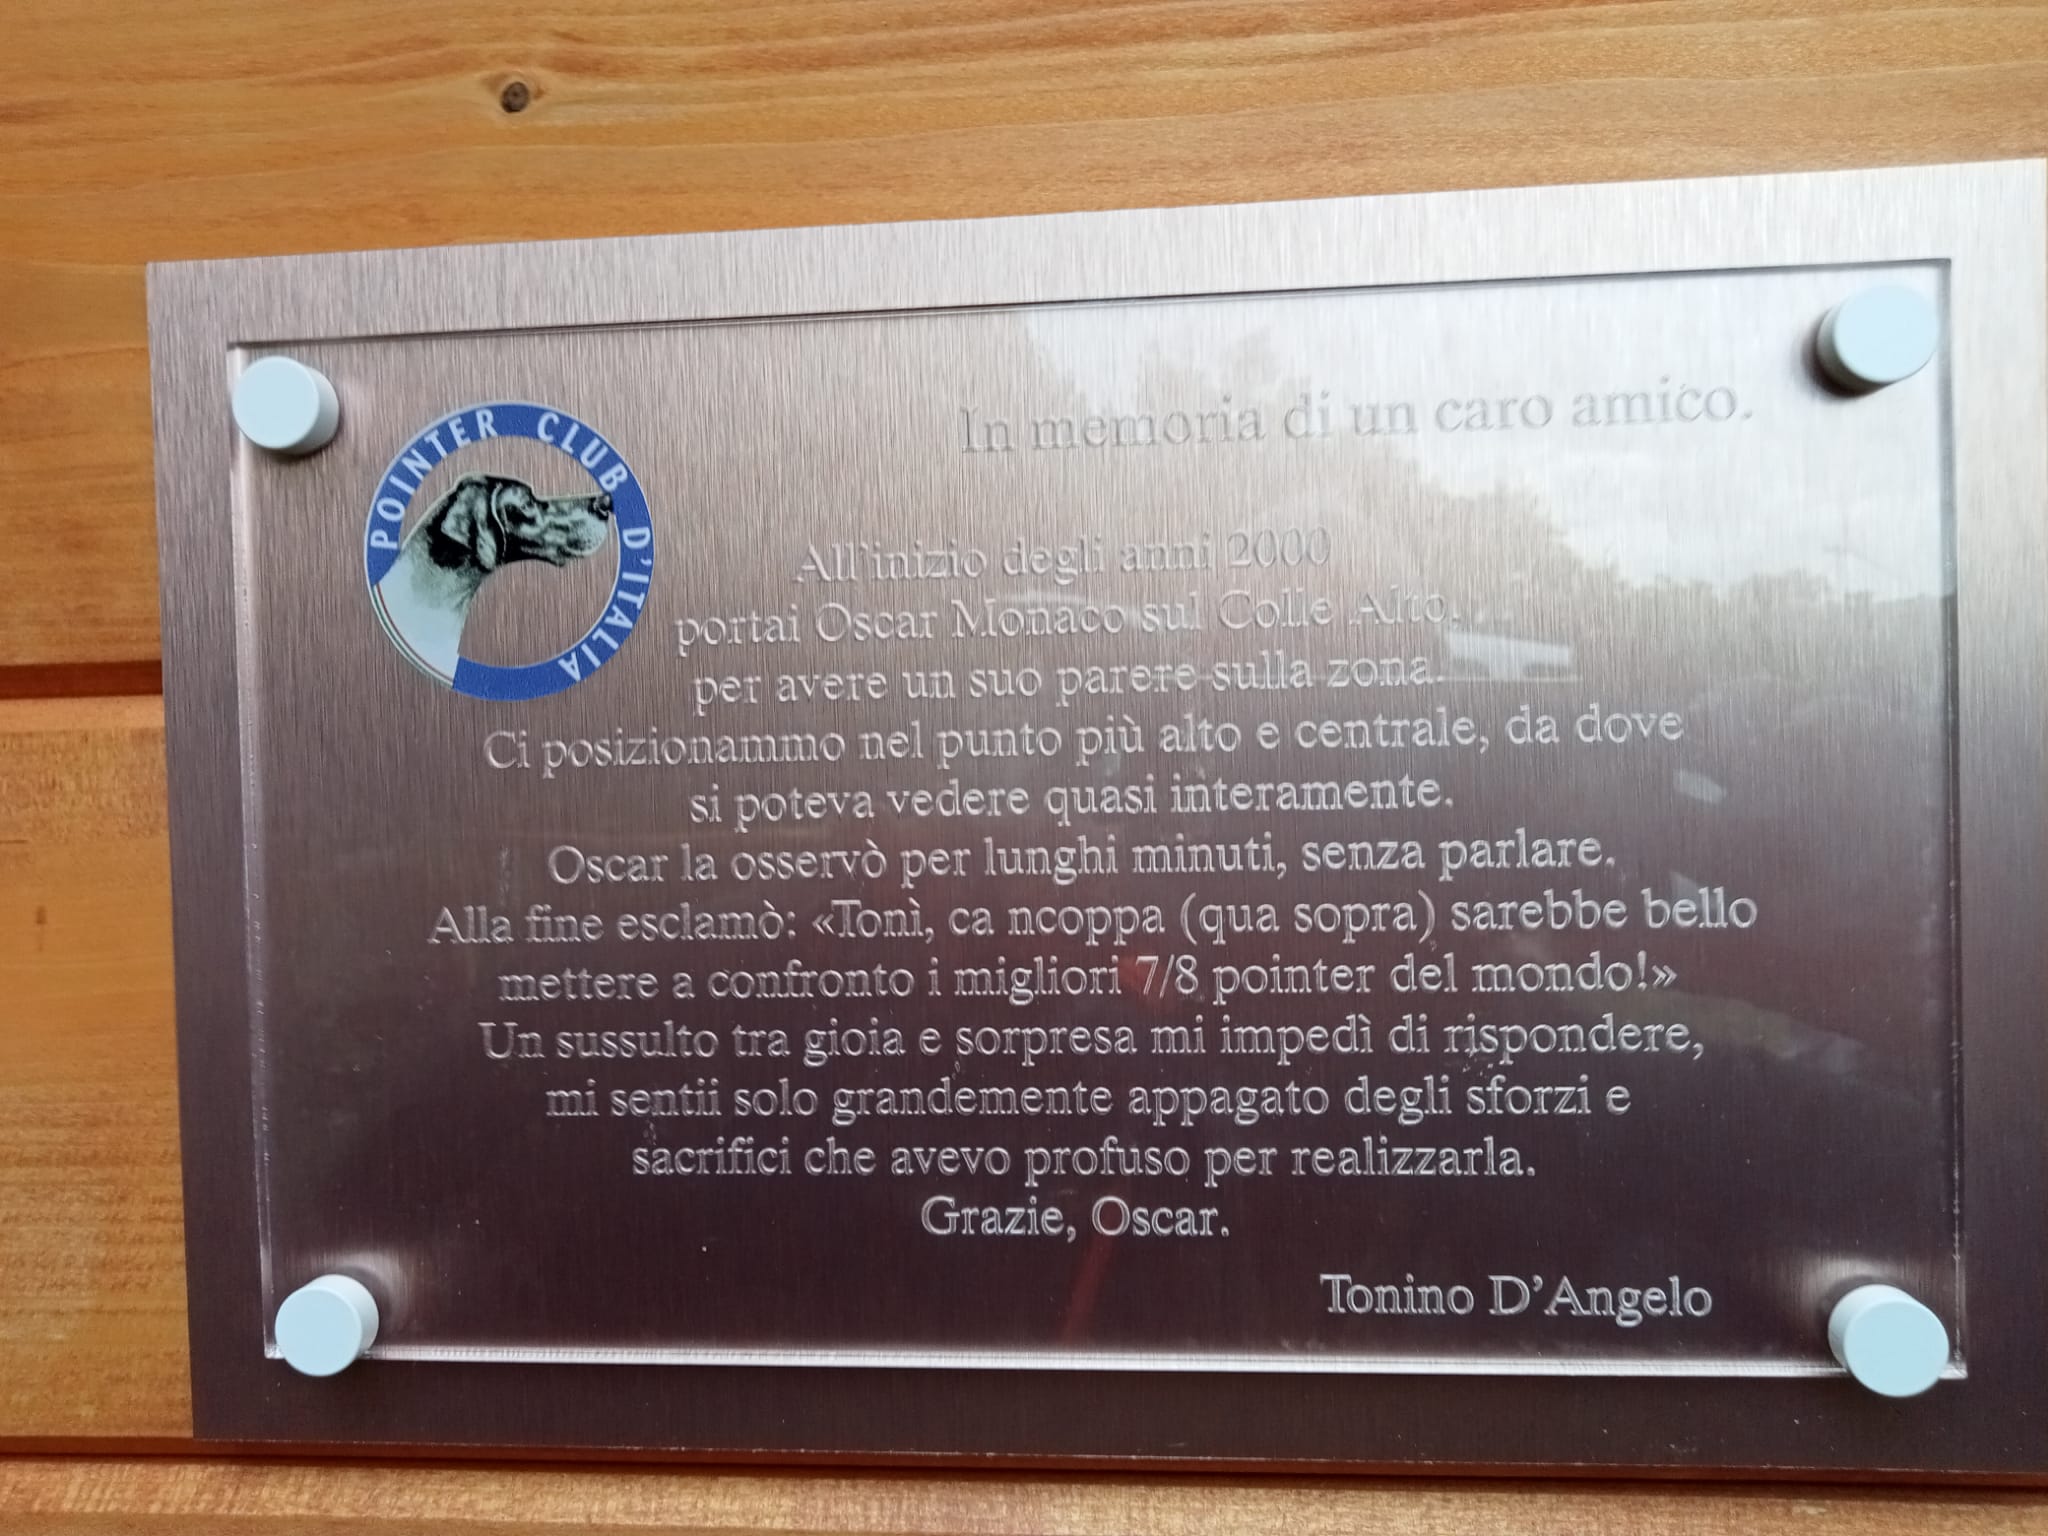 In memoria di un caro amico.
POINTER CLUB D'ITALIA
All'inizio degli anni 2000
portai Oscar Monaco sul Colle Alto,
per avere un suo parere sulla zona.
Ci posizionammo nel punto più alto e centrale, da dove
si poteva vedere quasi interamente.
Oscar la osservò per lunghi minuti, senza parlare.
Alla fine esclamò: «Tonì, ca ncoppa (qua sopra) sarebbe bello
mettere a confronto i migliori 7/8 pointer del mondo!»
Un sussulto tra gioia e sorpresa mi impedì di rispondere,
mi sentii solo grandemente appagato degli sforzi e
sacrifici che avevo profuso per realizzarla.
Grazie, Oscar.
Tonino D'Angelo